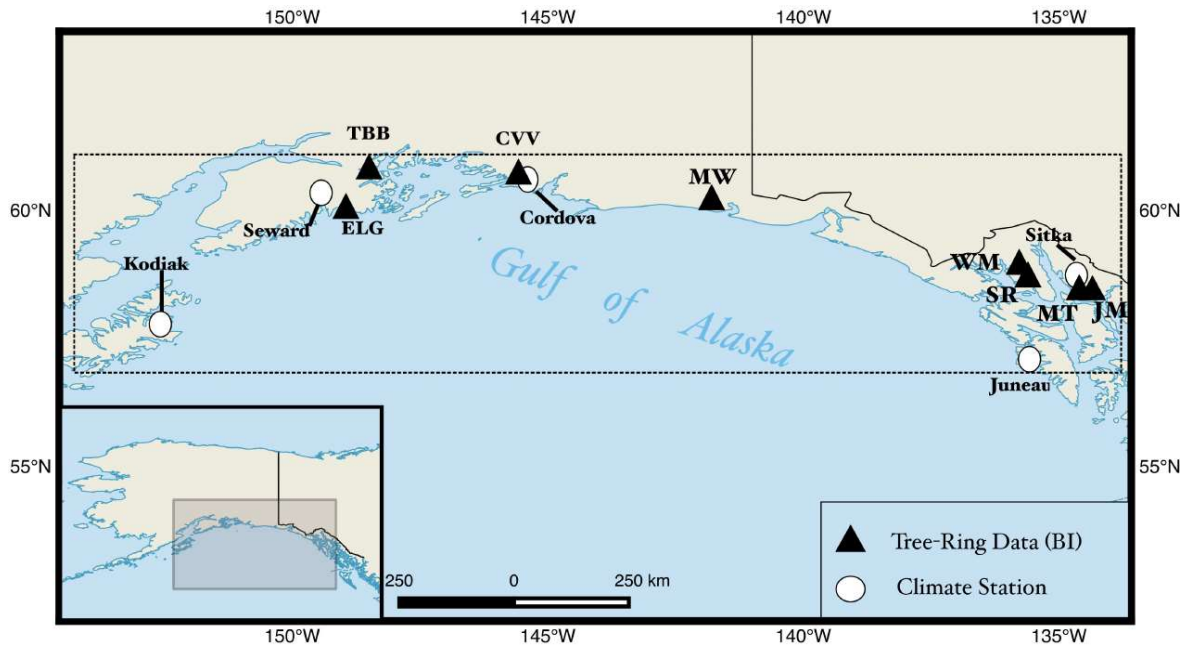 150°W 145°W 140°W 135°W
TBB
CVV
MW
60°N 60°N
Cordova
Seward ELG
Sitka
WM
Kodiak
SR
MT JM
Gulf of Alaska
Juneau
55°N 55°N
Tree-Ring Data (BI)
250 0 250 km
Climate Station
150°W 145°W 140°W 135°W